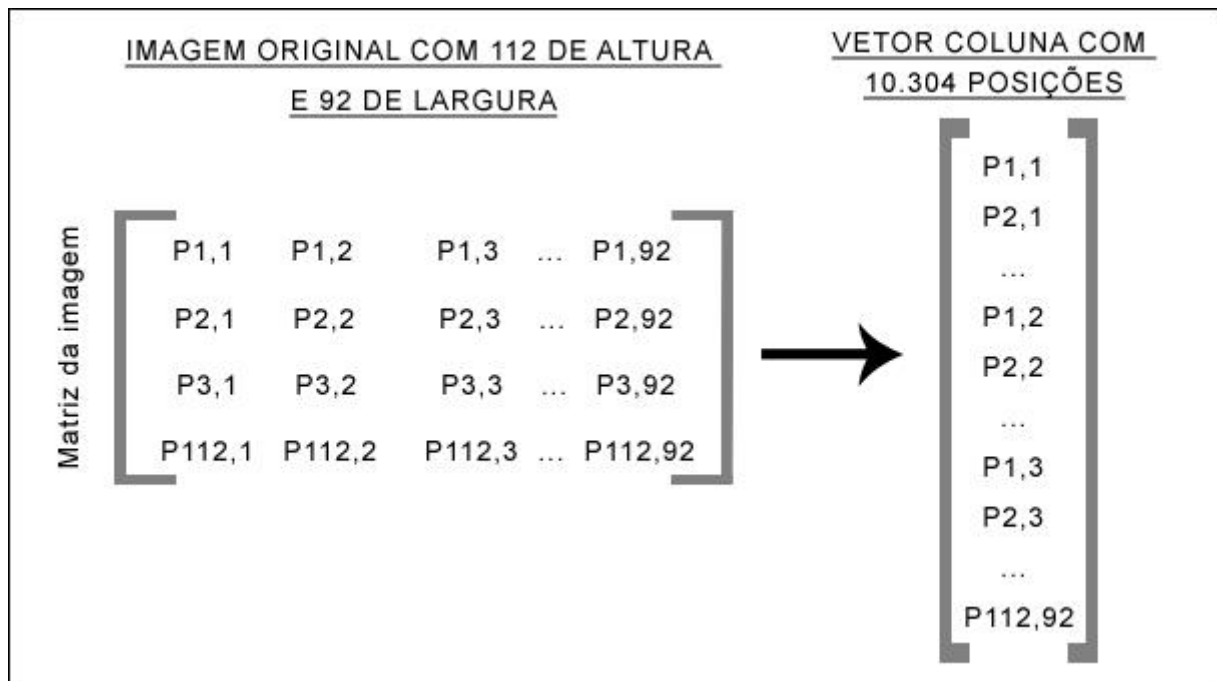 IMAGEM ORIGINAL COM 112 DE ALTURA
E 92 DE LARGURA
Matriz da imagem
P1,1 P1,2 P1,3 ... P1,92
P2,1 P2,2 P2,3 ... P2,92
P3,1 P3,2 P3,3 ... P3,92
P112,1 P112,2 P112,3 ... P112,92
VETOR COLUNA COM
10.304 POSIÇÕES
P1,1
P2,1
...
P1,2
P2,2
...
P1,3
P2,3
...
P112,92